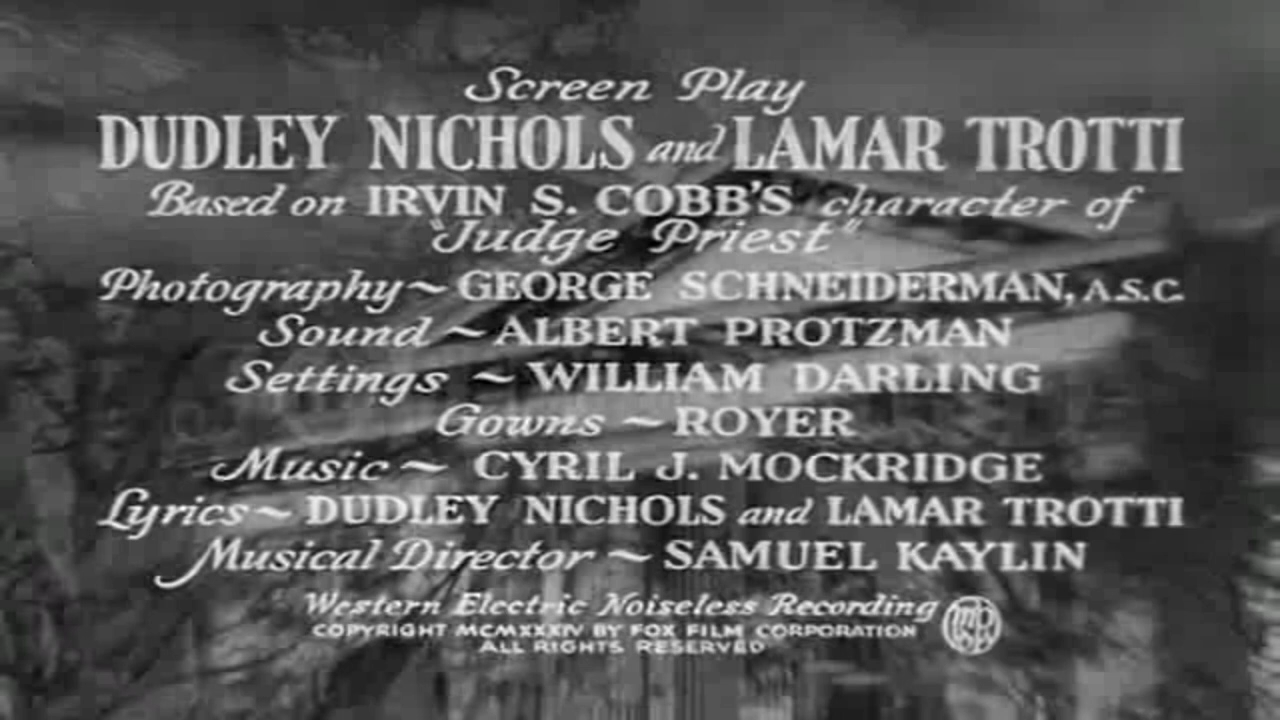 Screen Play
DUDLEY NICHOLS and LAMAR TROTTI
Based on IRVIN S. COBB'S character of
"Judge Priest"
Photography~ GEORGE SCHNEIDERMAN, A.S.C.
Sound ~ ALBERT PROTZMAN
Settings ~ WILLIAM DARLING
Gowns ~ ROYER
Music ~ CYRIL J. MOCKRIDGE
Lyrics~ DUDLEY NICHOLS and LAMAR TROTTI
Musical Director ~ SAMUEL KAYLIN
Western Electric Noiseless Recording
COPYRIGHT MCMXXXIV BY FOX FILM CORPORATION
ALL RIGHTS RESERVED